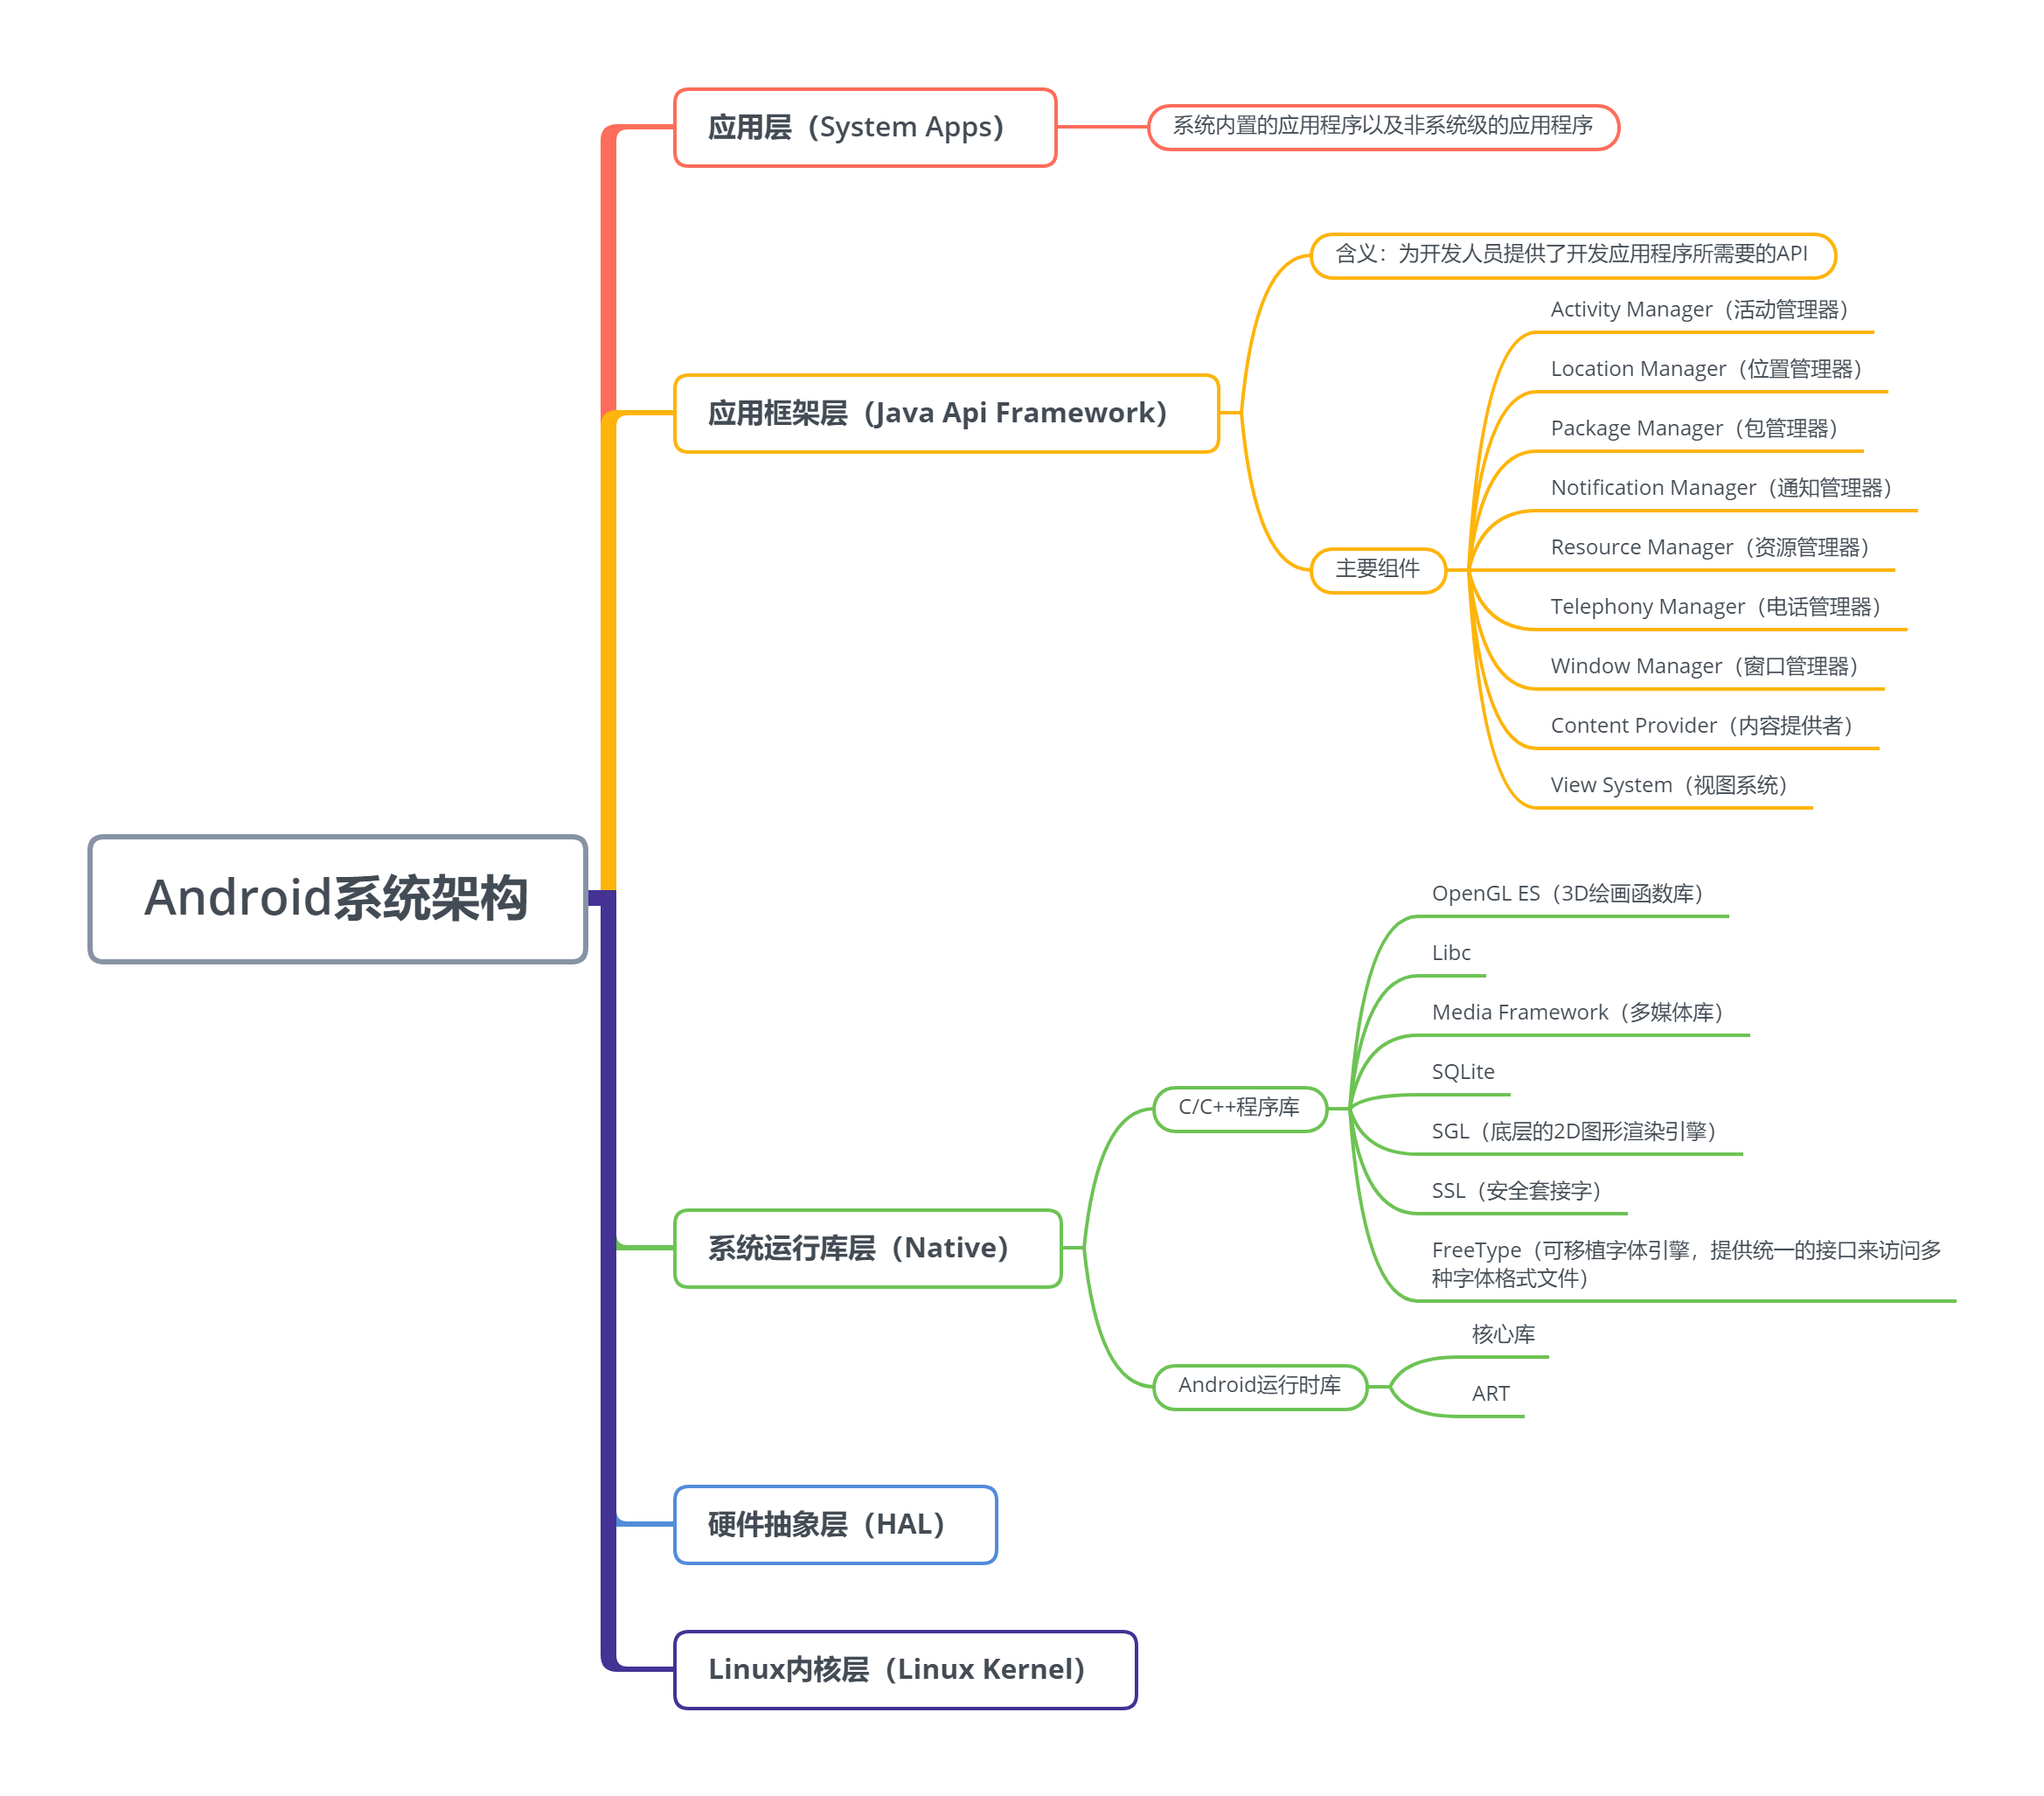 Android系统架构
应用层（System Apps）
系统内置的应用程序以及非系统级的应用程序
应用框架层（Java Api Framework）
含义：为开发人员提供了开发应用程序所需要的API
主要组件
Activity Manager（活动管理器）
Location Manager（位置管理器）
Package Manager（包管理器）
Notification Manager（通知管理器）
Resource Manager（资源管理器）
Telephony Manager（电话管理器）
Window Manager（窗口管理器）
Content Provider（内容提供者）
View System（视图系统）
系统运行库层（Native）
C/C++程序库
OpenGL ES（3D绘画函数库）
Libc
Media Framework（多媒体库）
SQLite
SGL（底层的2D图形渲染引擎）
SSL（安全套接字）
FreeType（可移植字体引擎，提供统一的接口来访问多
种字体格式文件）
Android运行时库
核心库
ART
硬件抽象层（HAL）
Linux内核层（Linux Kernel）